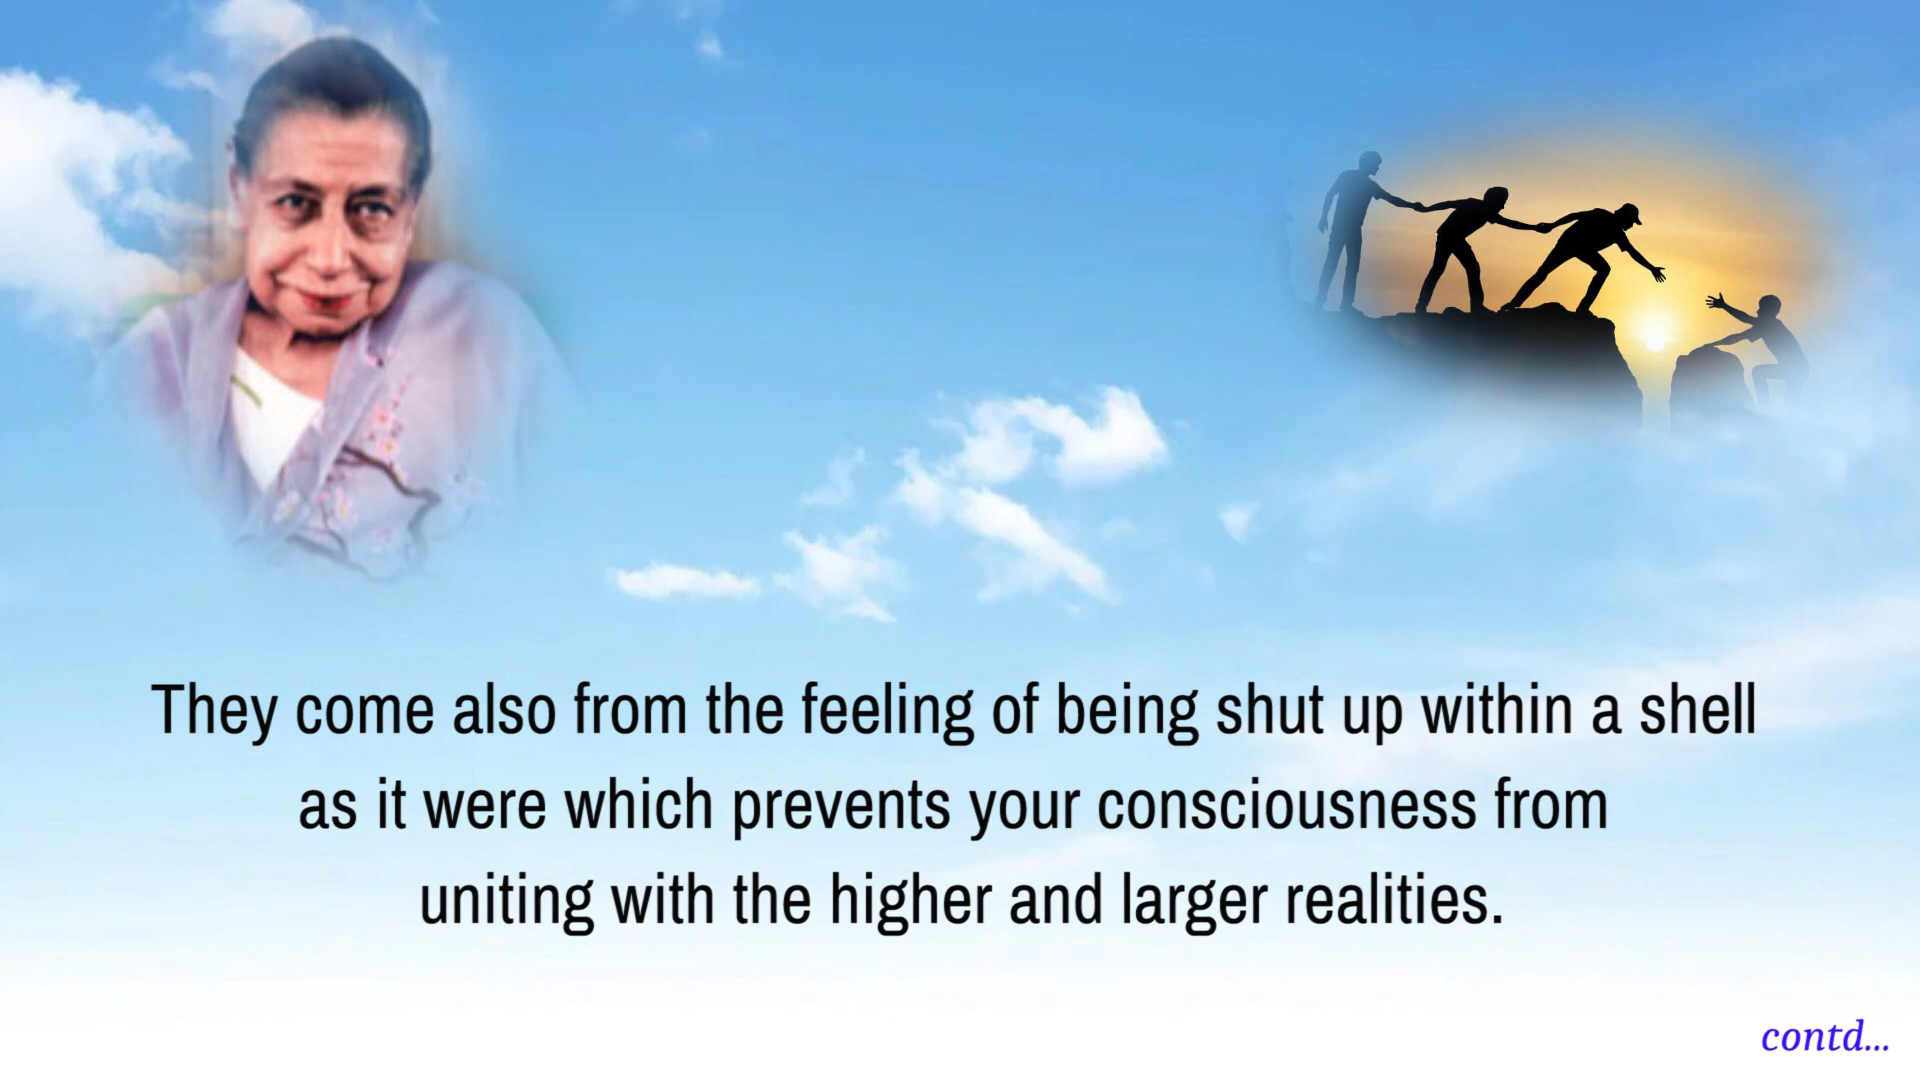 They come also from the feeling of being shut up within a shell
as it were which prevents your consciousness from
uniting with the higher and larger realities.
contd...